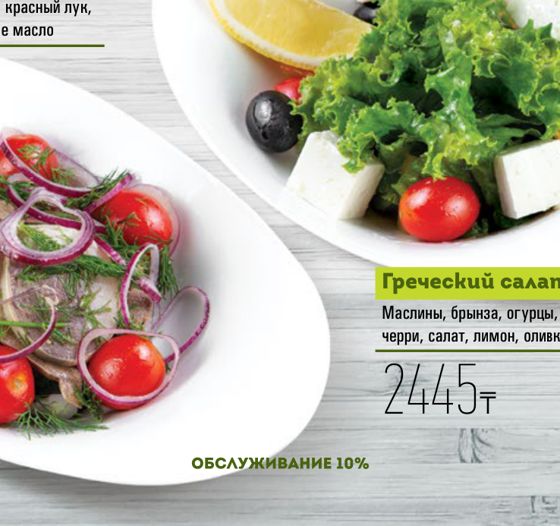 красный лук,
е масло
Греческий салат
Маслины, брынза, огурцы,
черри, салат, лимон, оливк
2445₸
ОБСЛУЖИВАНИЕ 10%